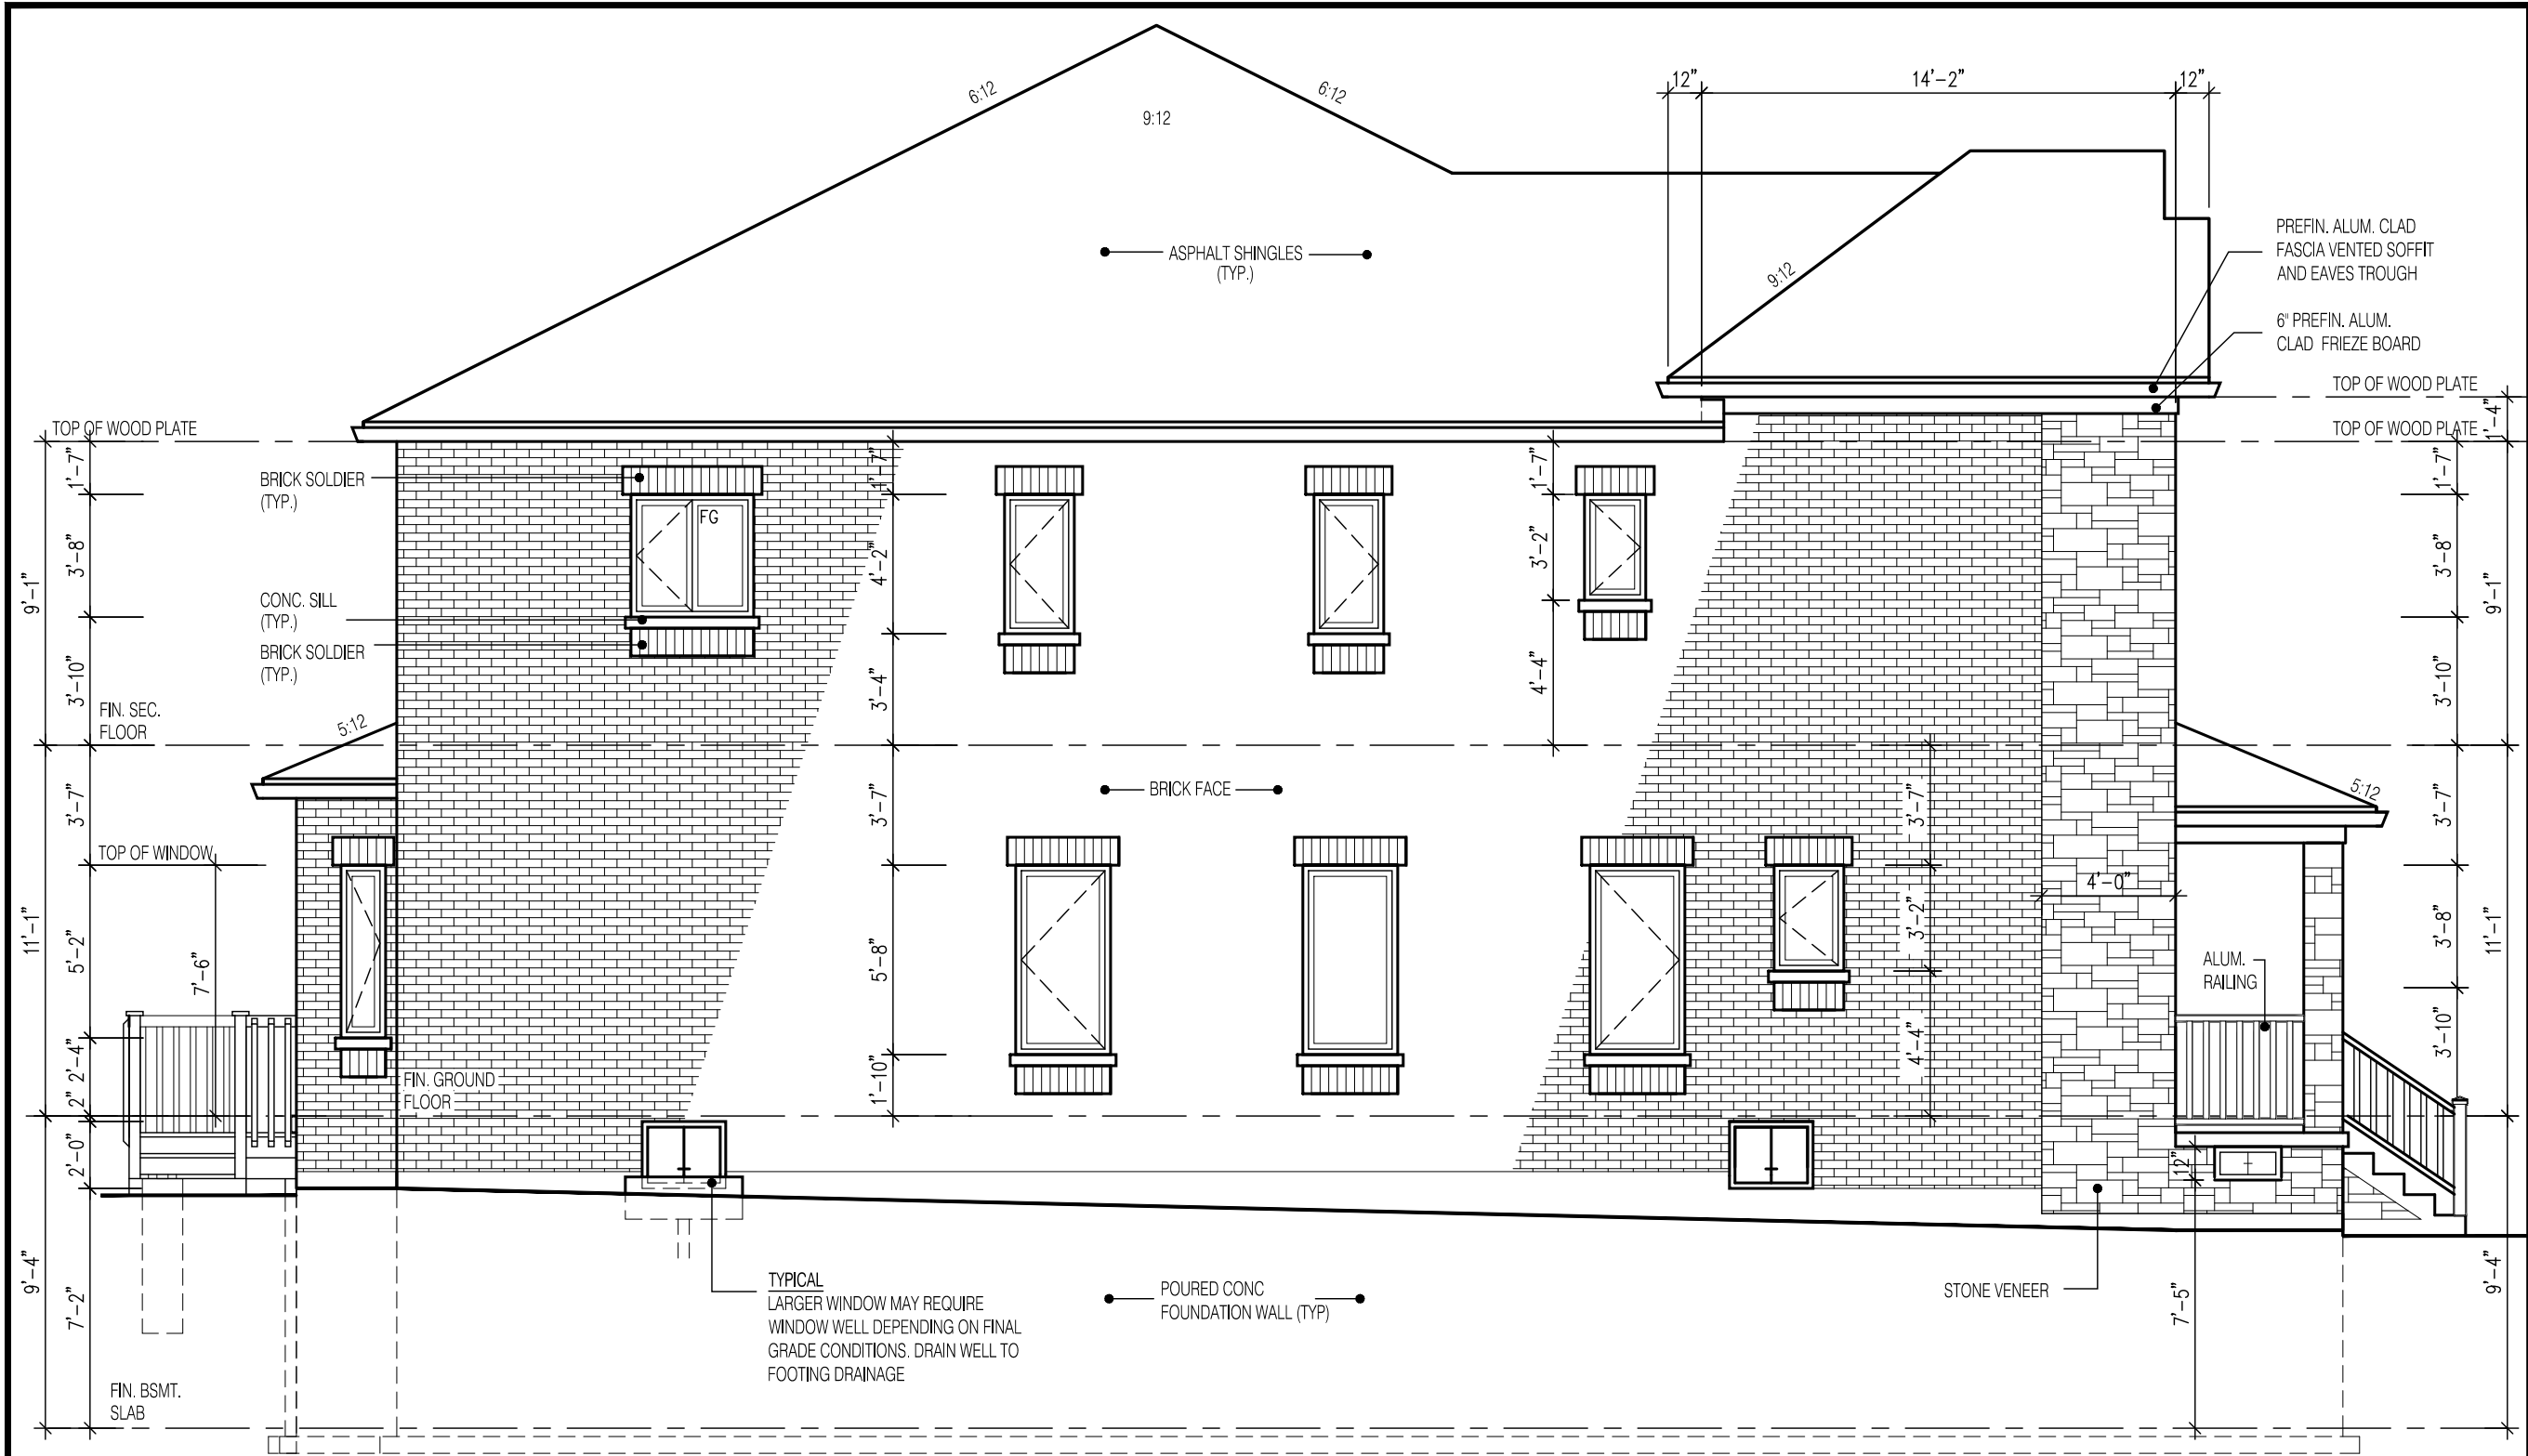 12"
14'-2"
12"
6:12
6:12
9:12
9:12
ASPHALT SHINGLES
(TYP.)
PREFIN. ALUM. CLAD
FASCIA VENTED SOFFIT
AND EAVES TROUGH
6" PREFIN. ALUM.
CLAD FRIEZE BOARD
TOP OF WOOD PLATE
TOP OF WOOD PLATE
TOP OF WOOD PLATE
1'-4"
1'-7"
3'-8"
3'-10"
9'-1"
BRICK SOLDIER
(TYP.)
FG
CONC. SILL
(TYP.)
BRICK SOLDIER
(TYP.)
1'-7"
4'-2"
3'-4"
1'-7"
3'-2"
4'-4"
1'-7"
3'-8"
3'-10"
9'-1"
FIN. SEC.
FLOOR
5:12
5:12
3'-7"
TOP OF WINDOW
5'-2"
11'-1"
7'-6"
2'-4"
2"
2'-0"
FIN. GROUND
FLOOR
3'-7"
5'-8"
1'-10"
BRICK FACE
3'-7"
3'-2"
4'-4"
4'-0"
ALUM.
RAILING
3'-7"
3'-8"
3'-10"
11'-1"
12"
9'-4"
7'-2"
TYPICAL
LARGER WINDOW MAY REQUIRE
WINDOW WELL DEPENDING ON FINAL
GRADE CONDITIONS. DRAIN WELL TO
FOOTING DRAINAGE
POURED CONC
FOUNDATION WALL (TYP)
STONE VENEER
7'-5"
9'-4"
FIN. BSMT.
SLAB